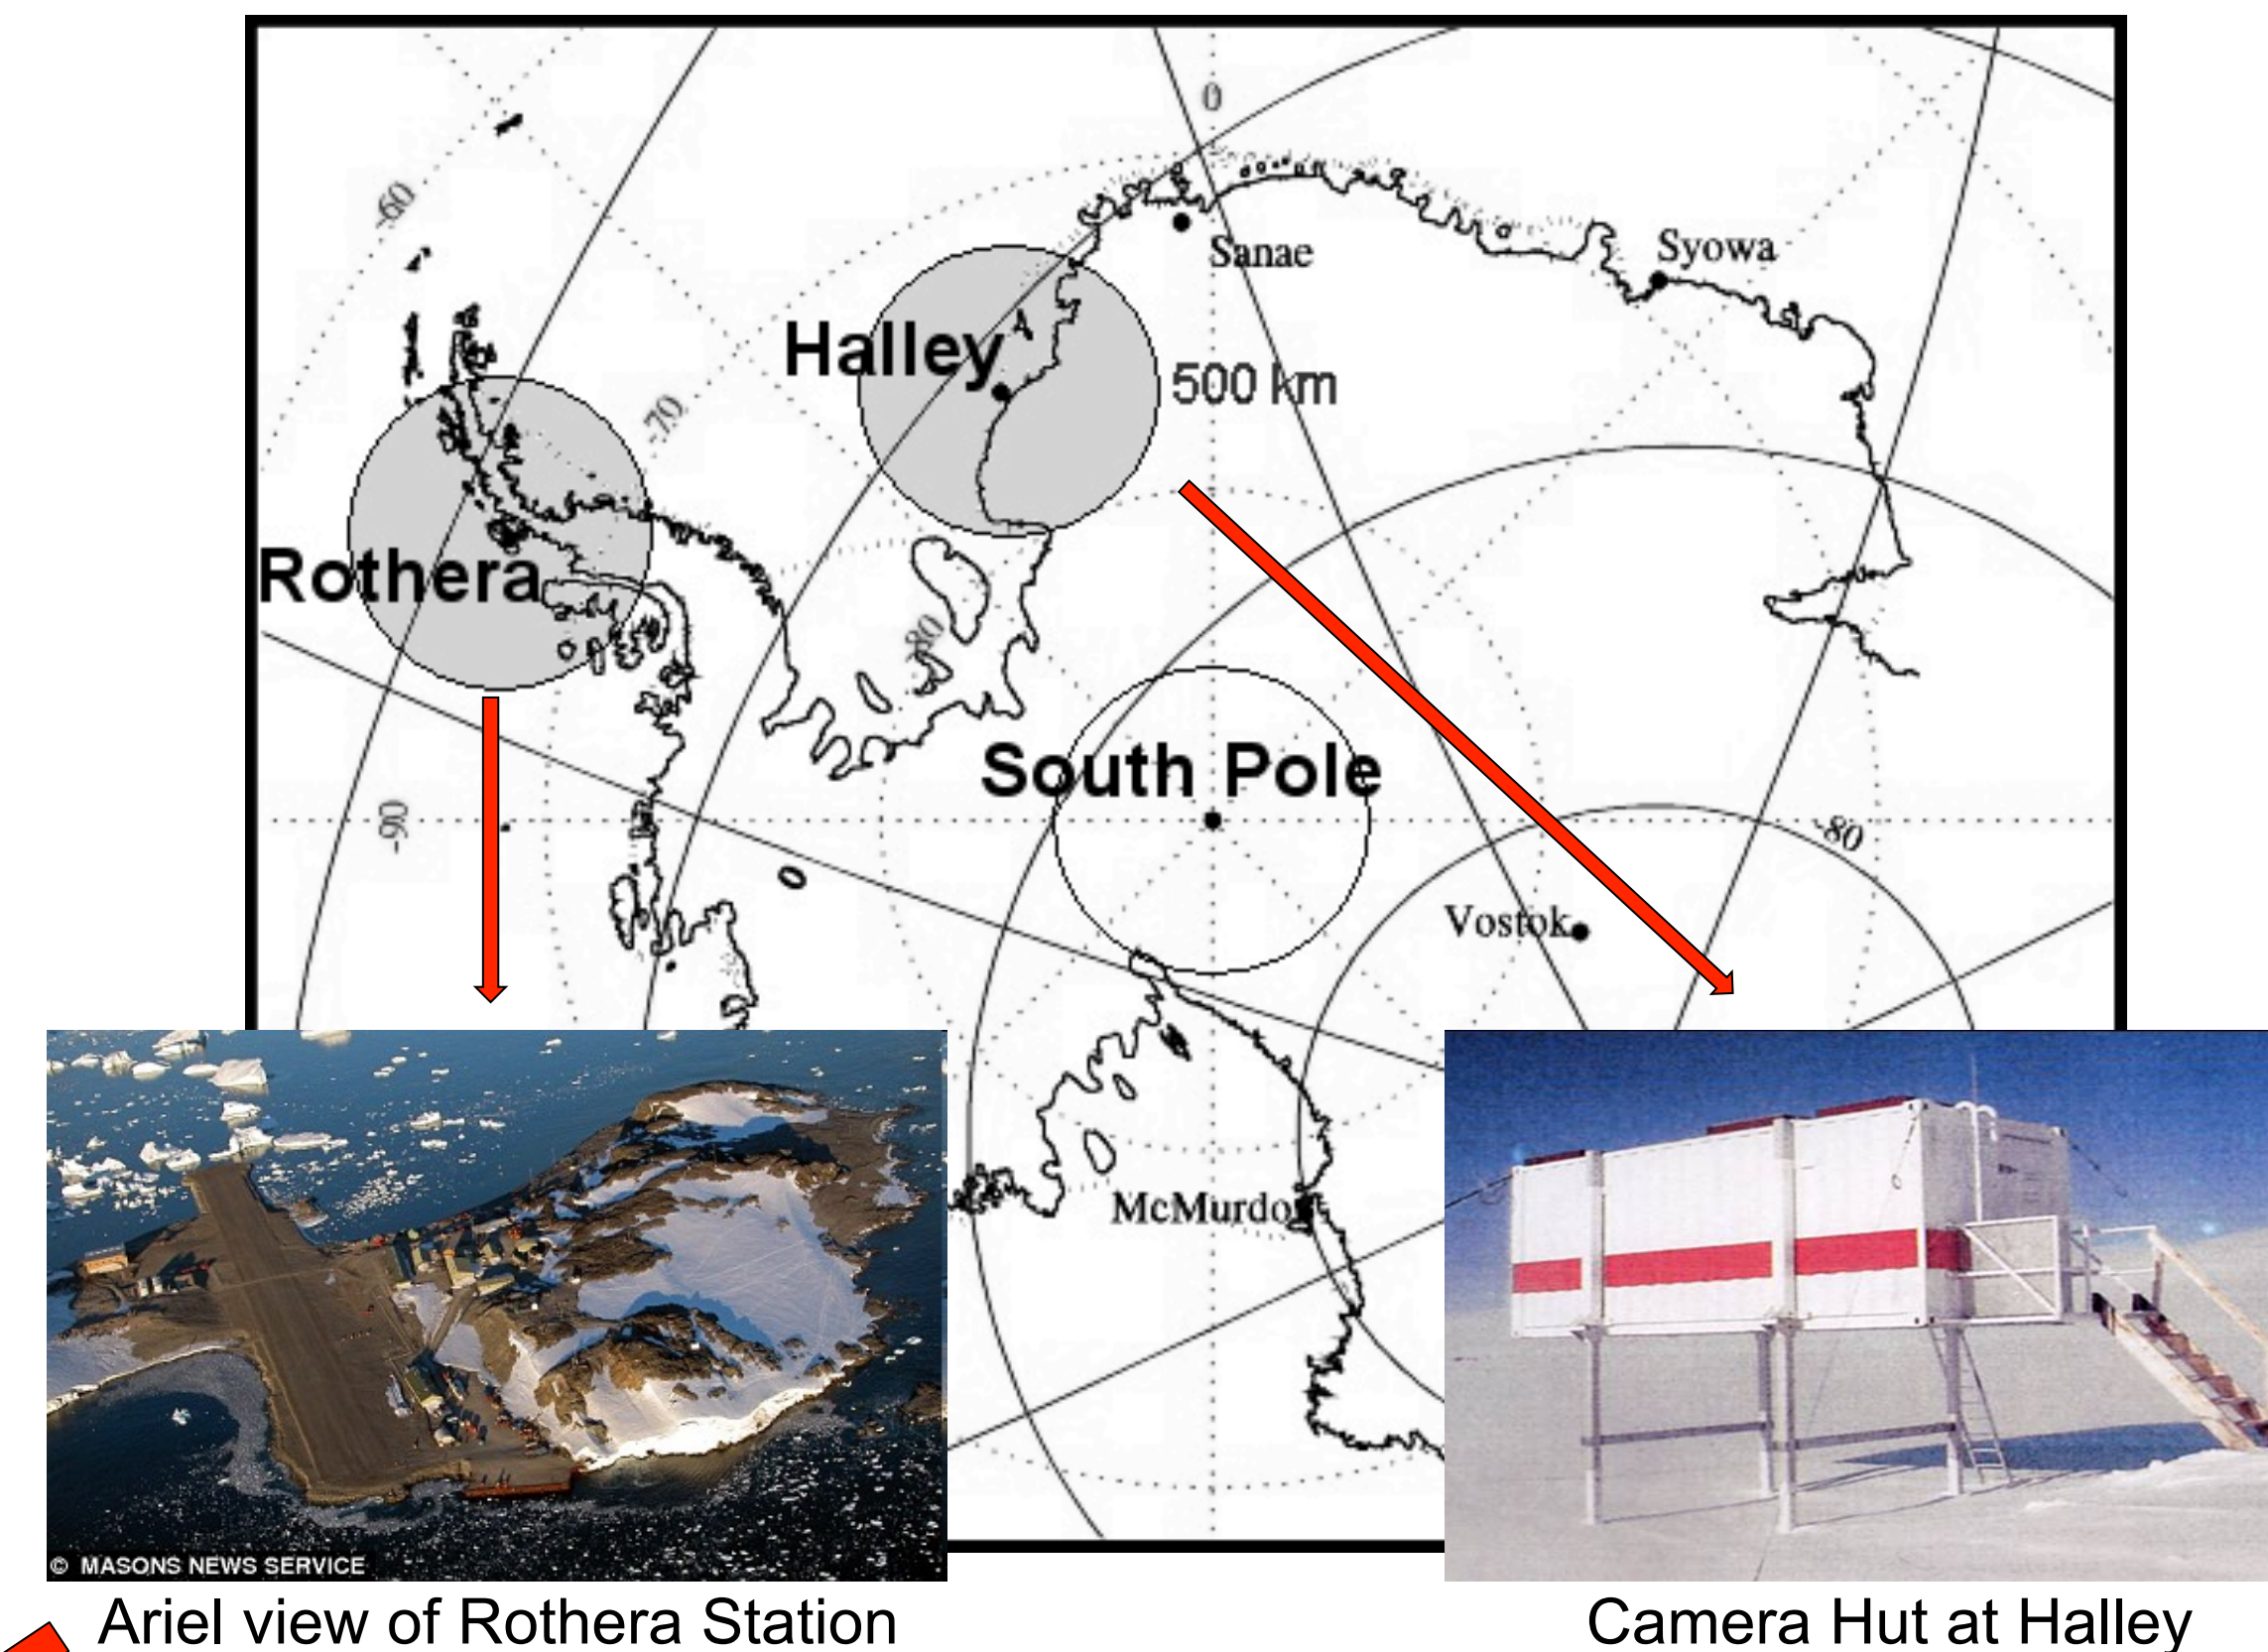 0
-60
Sanae
Syowa
Halley
500 km
-70
Rothera
-80
South Pole
-90
-80
0
Vostok
McMurdo
© MASONS NEWS SERVICE
Ariel view of Rothera Station
Camera Hut at Halley